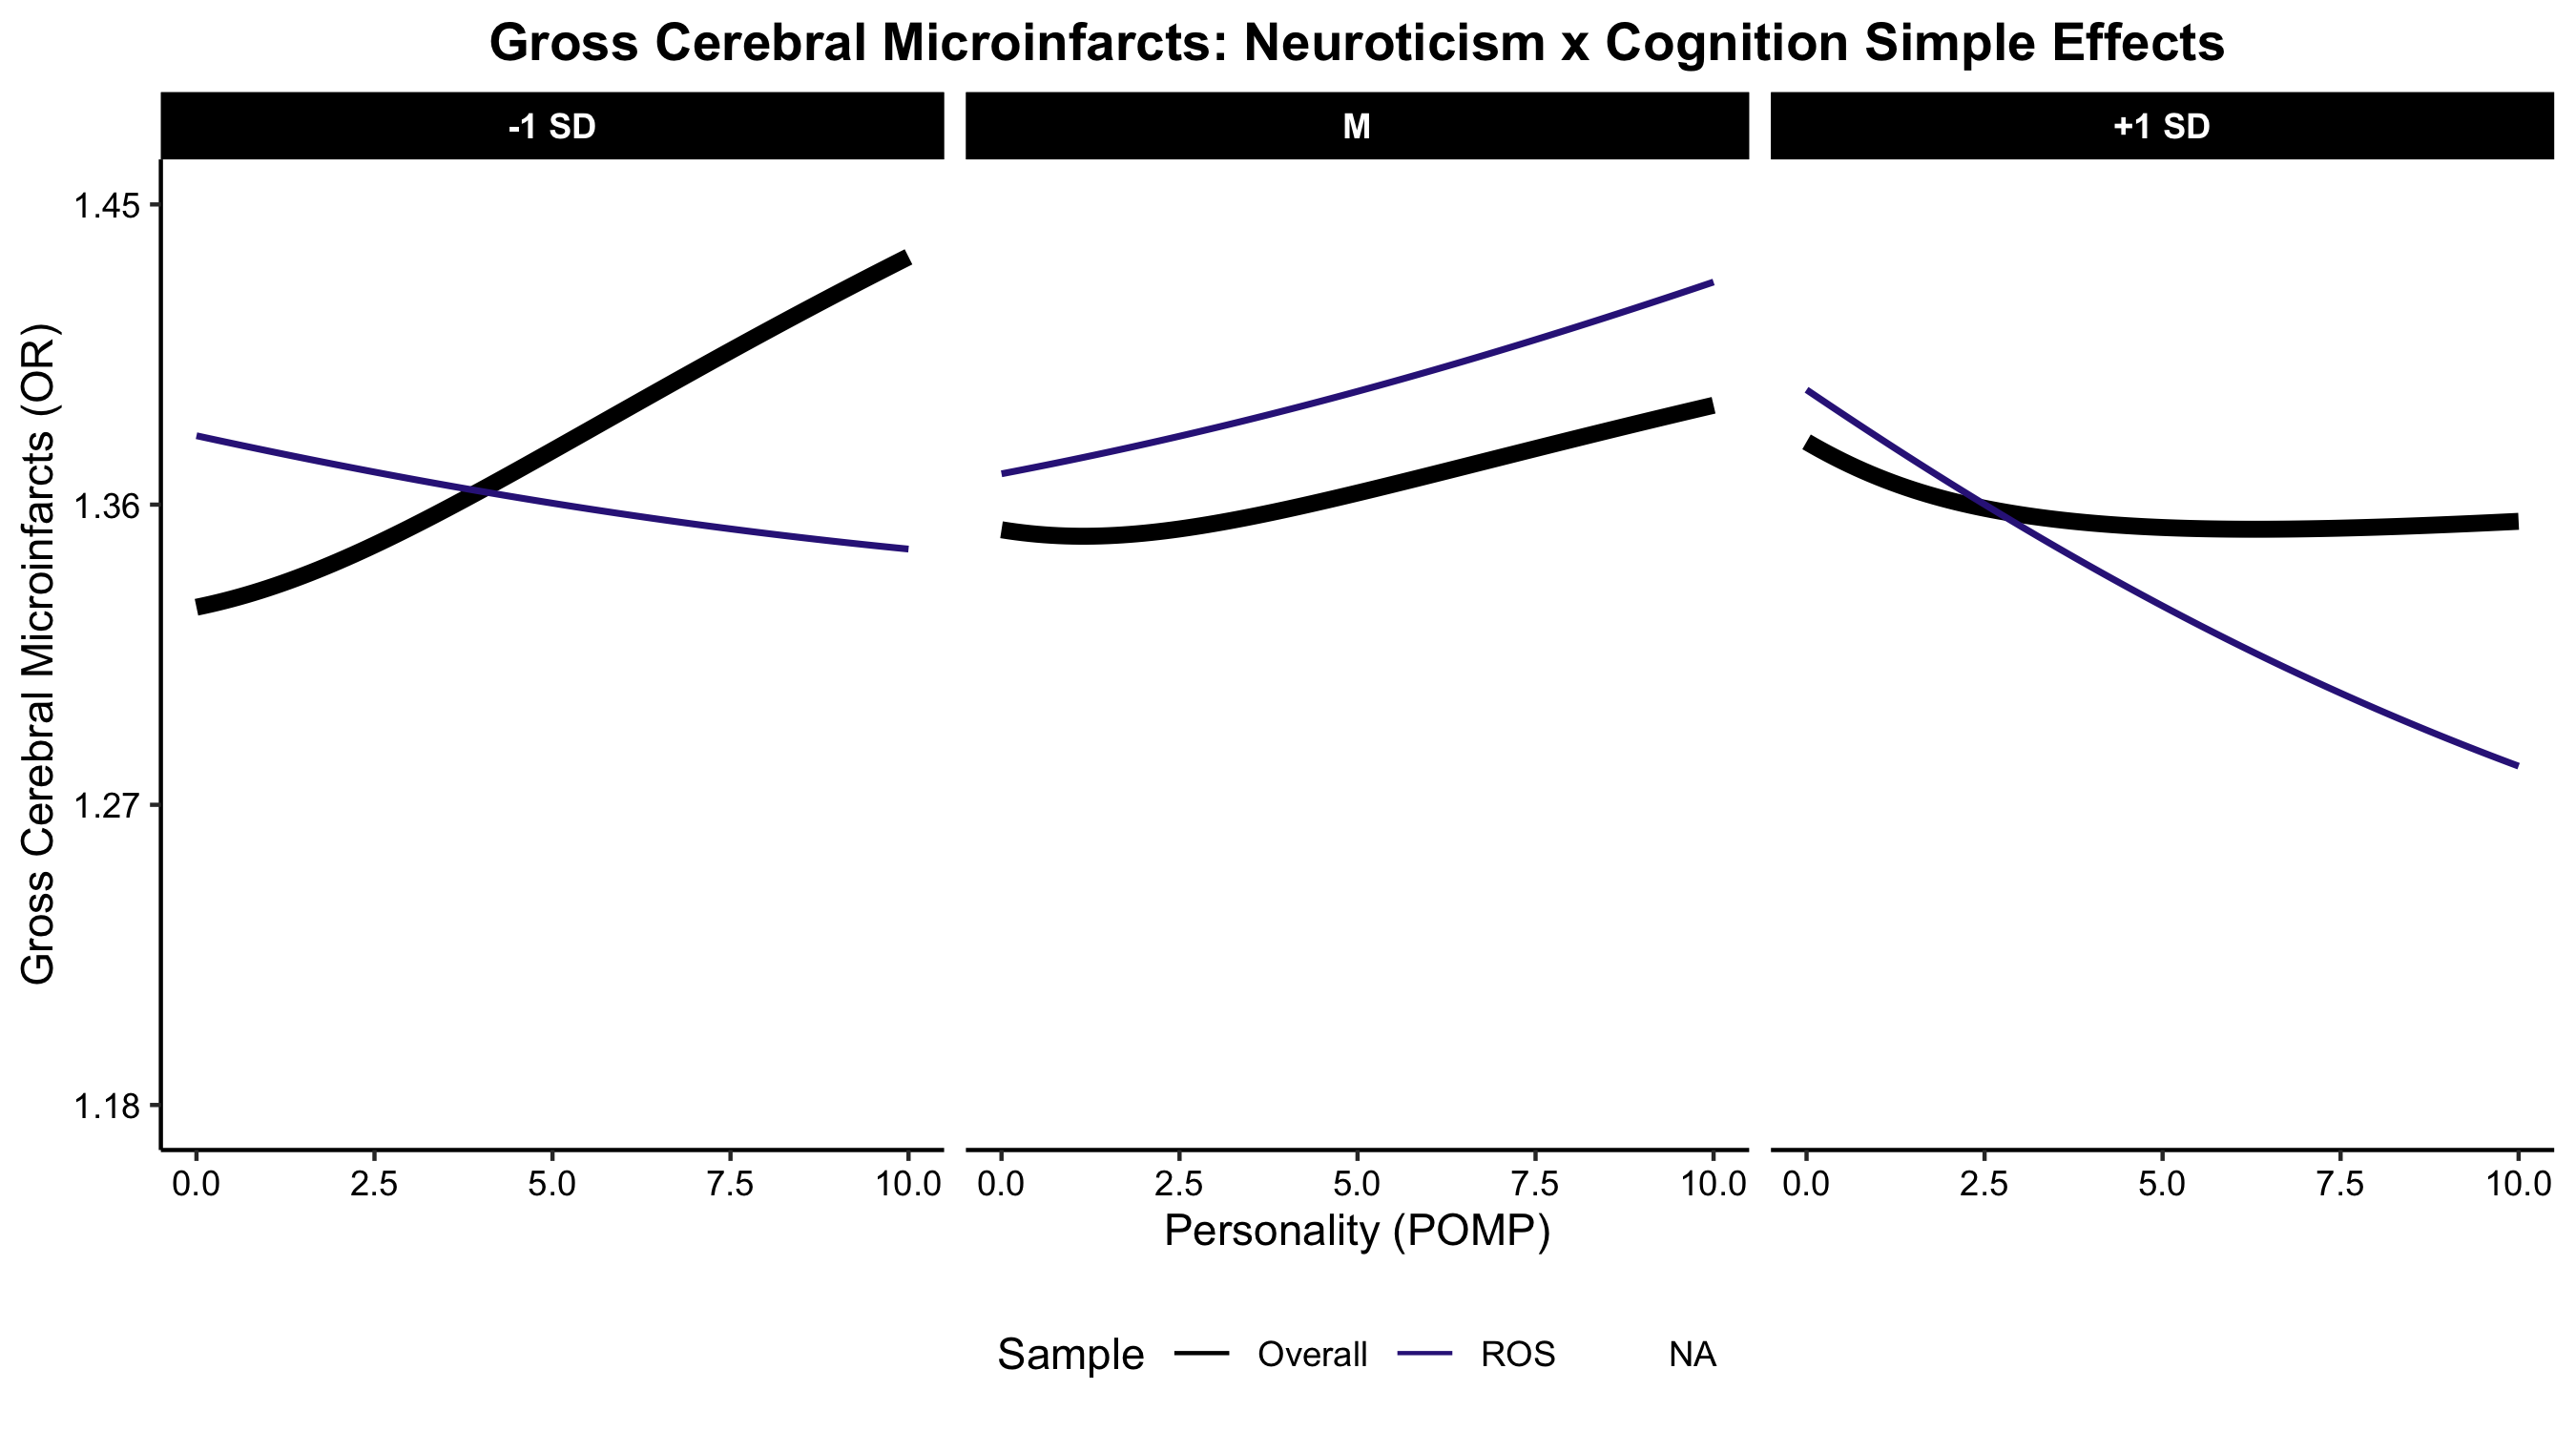 Gross Cerebral Microinfarcts: Neuroticism x Cognition Simple Effects
-1 SD
M
+1 SD
Gross Cerebral Microinfarcts (OR)
1.45
1.36
1.27
1.18
0.0 2.5 5.0 7.5 10.0
0.0 2.5 5.0 7.5 10.0
0.0 2.5 5.0 7.5 10.0
Personality (POMP)
Sample Overall ROS NA